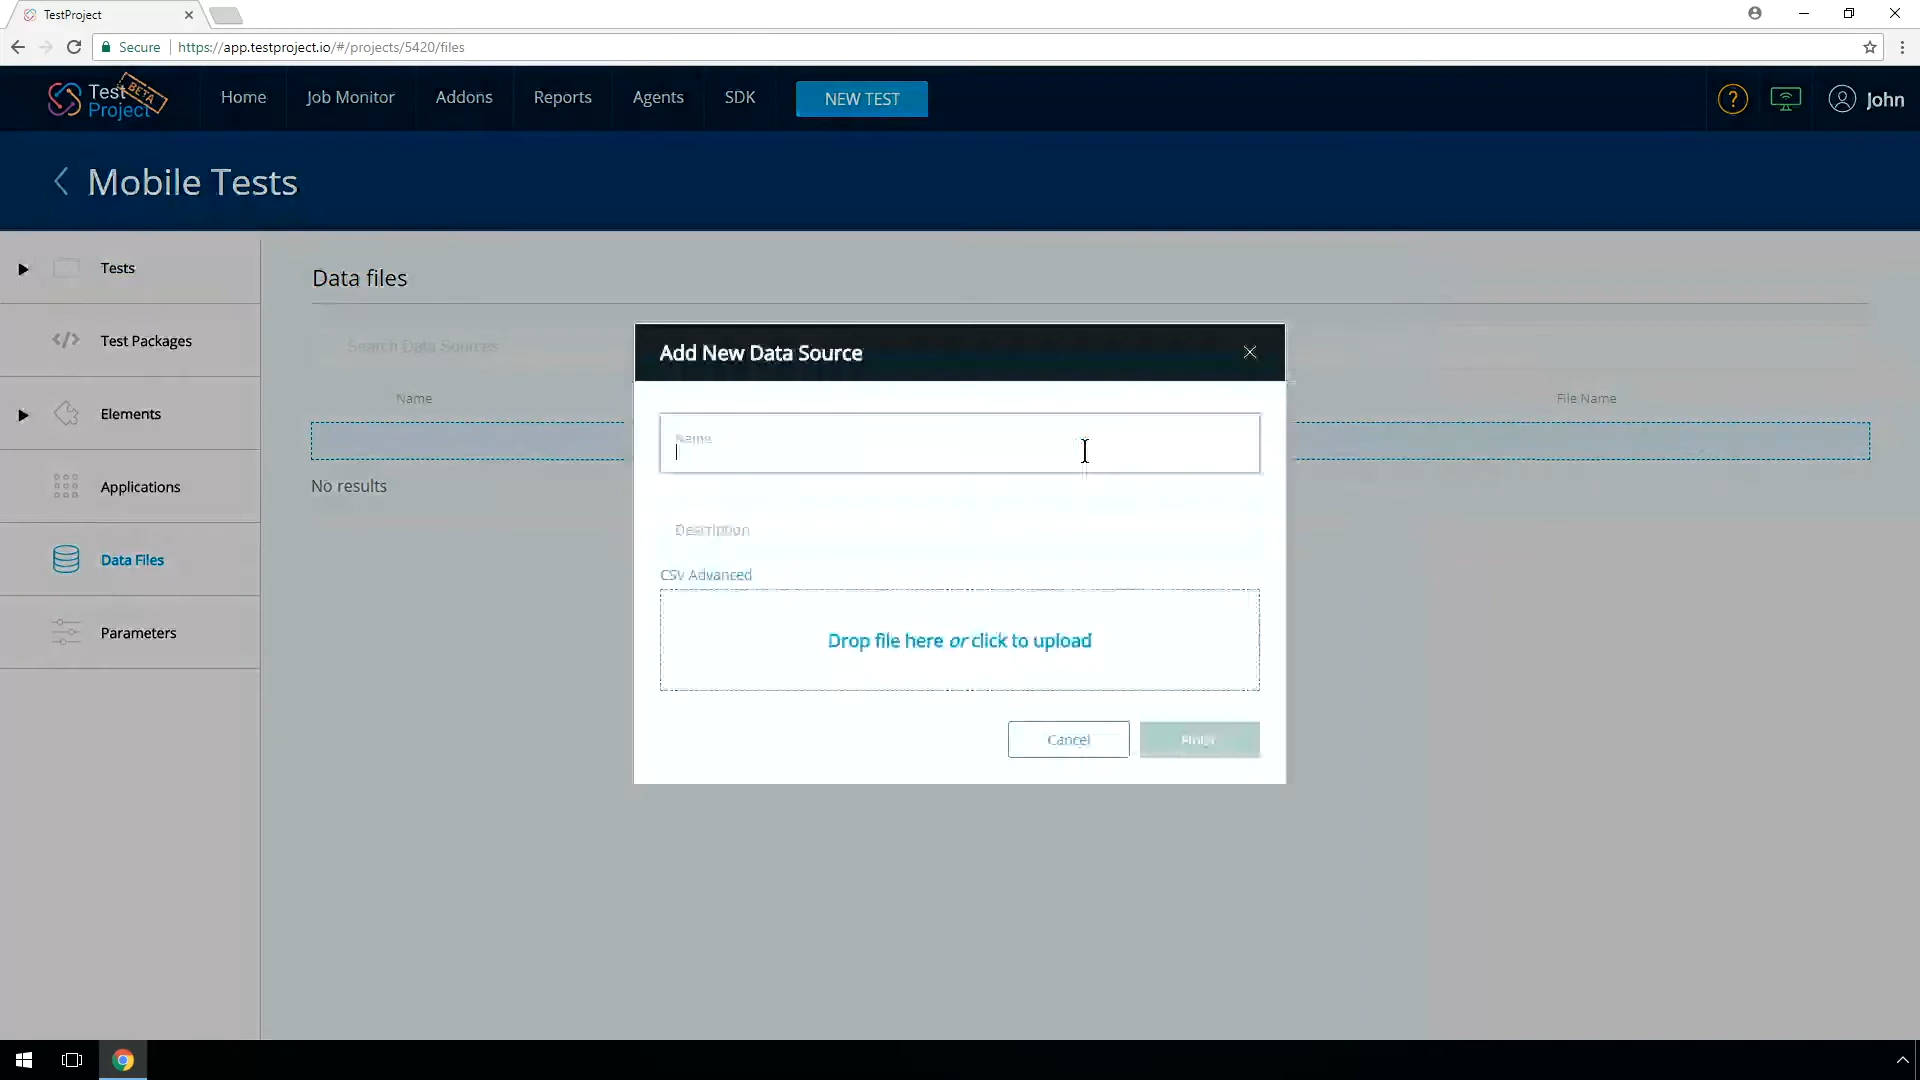 TestProject
Secure
https://app.testproject.io/#/projects/5420/files
Test
Project
BETA
Home
Job Monitor
Addons
Reports
Agents
SDK
NEW TEST
?
John
Mobile Tests
Tests
Test Packages
Elements
Applications
Data Files
Parameters
Data files
Search Data Sources
Name
File Name
No results
Add New Data Source
Name
Description
CSV Advanced
Drop file here or click to upload
Cancel